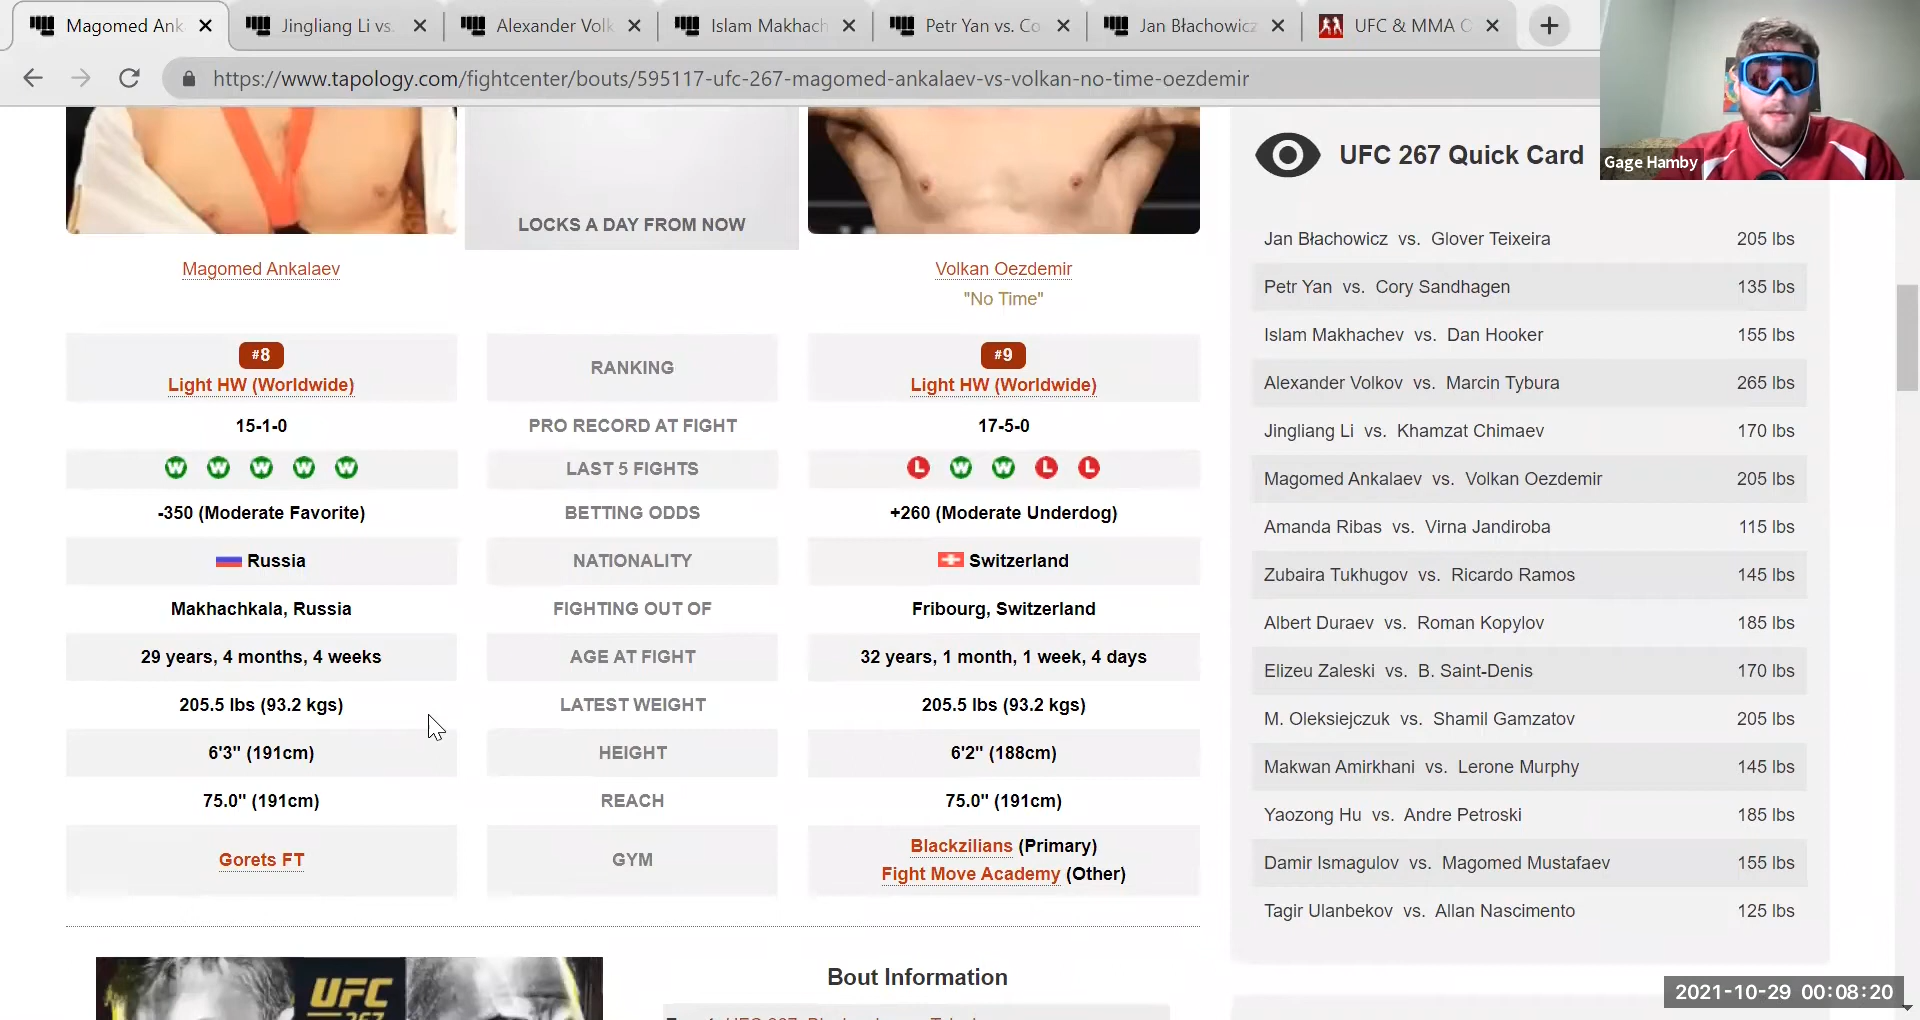 Magomed Ank
Jingliang Li vs.
Alexander Volk
Islam Makhach
Petr Yan vs. Co
Jan Błachowicz
UFC & MMA O
https://www.tapology.com/fightcenter/bouts/595117-ufc-267-magomed-ankalaev-vs-volkan-no-time-oezdemir
Gage Hamby
LOCKS A DAY FROM NOW
Magomed Ankalaev
Volkan Oezdemir
"No Time"
#8 RANKING #9
Light HW (Worldwide) Light HW (Worldwide)
15-1-0 PRO RECORD AT FIGHT 17-5-0
W W W W W LAST 5 FIGHTS L W W L L
-350 (Moderate Favorite) BETTING ODDS +260 (Moderate Underdog)
Russia NATIONALITY Switzerland
Makhachkala, Russia FIGHTING OUT OF Fribourg, Switzerland
29 years, 4 months, 4 weeks AGE AT FIGHT 32 years, 1 month, 1 week, 4 days
205.5 lbs (93.2 kgs) LATEST WEIGHT 205.5 lbs (93.2 kgs)
6'3" (191cm) HEIGHT 6'2" (188cm)
75.0" (191cm) REACH 75.0" (191cm)
Gorets FT GYM Blackzilians (Primary)
Fight Move Academy (Other)
UFC
267
Bout Information
UFC 267 Quick Card
Jan Błachowicz vs. Glover Teixeira 205 lbs
Petr Yan vs. Cory Sandhagen 135 lbs
Islam Makhachev vs. Dan Hooker 155 lbs
Alexander Volkov vs. Marcin Tybura 265 lbs
Jingliang Li vs. Khamzat Chimaev 170 lbs
Magomed Ankalaev vs. Volkan Oezdemir 205 lbs
Amanda Ribas vs. Virna Jandiroba 115 lbs
Zubaira Tukhugov vs. Ricardo Ramos 145 lbs
Albert Duraev vs. Roman Kopylov 185 lbs
Elizeu Zaleski vs. B. Saint-Denis 170 lbs
M. Oleksiejczuk vs. Shamil Gamzatov 205 lbs
Makwan Amirkhani vs. Lerone Murphy 145 lbs
Yaozong Hu vs. Andre Petroski 185 lbs
Damir Ismagulov vs. Magomed Mustafaev 155 lbs
Tagir Ulanbekov vs. Allan Nascimento 125 lbs
2021-10-29 00:08:20